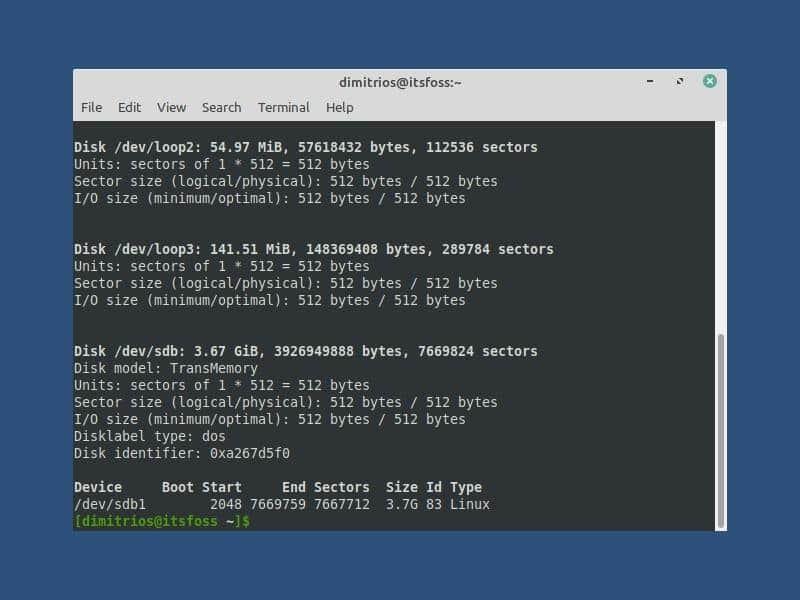 dimitrios@itsfoss:~
File Edit View Search Terminal Help
Disk /dev/loop2: 54.97 MiB, 57618432 bytes, 112536 sectors
Units: sectors of 1 * 512 = 512 bytes
Sector size (logical/physical): 512 bytes / 512 bytes
I/O size (minimum/optimal): 512 bytes / 512 bytes
Disk /dev/loop3: 141.51 MiB, 148369408 bytes, 289784 sectors
Units: sectors of 1 * 512 = 512 bytes
Sector size (logical/physical): 512 bytes / 512 bytes
I/O size (minimum/optimal): 512 bytes / 512 bytes
Disk /dev/sdb: 3.67 GiB, 3926949888 bytes, 7669824 sectors
Disk model: TransMemory
Units: sectors of 1 * 512 = 512 bytes
Sector size (logical/physical): 512 bytes / 512 bytes
I/O size (minimum/optimal): 512 bytes / 512 bytes
Disklabel type: dos
Disk identifier: 0xa267d5f0
Device     Boot Start     End Sectors  Size Id Type
/dev/sdb1        2048 7669759 7667712  3.7G 83 Linux
[dimitrios@itsfoss ~]$